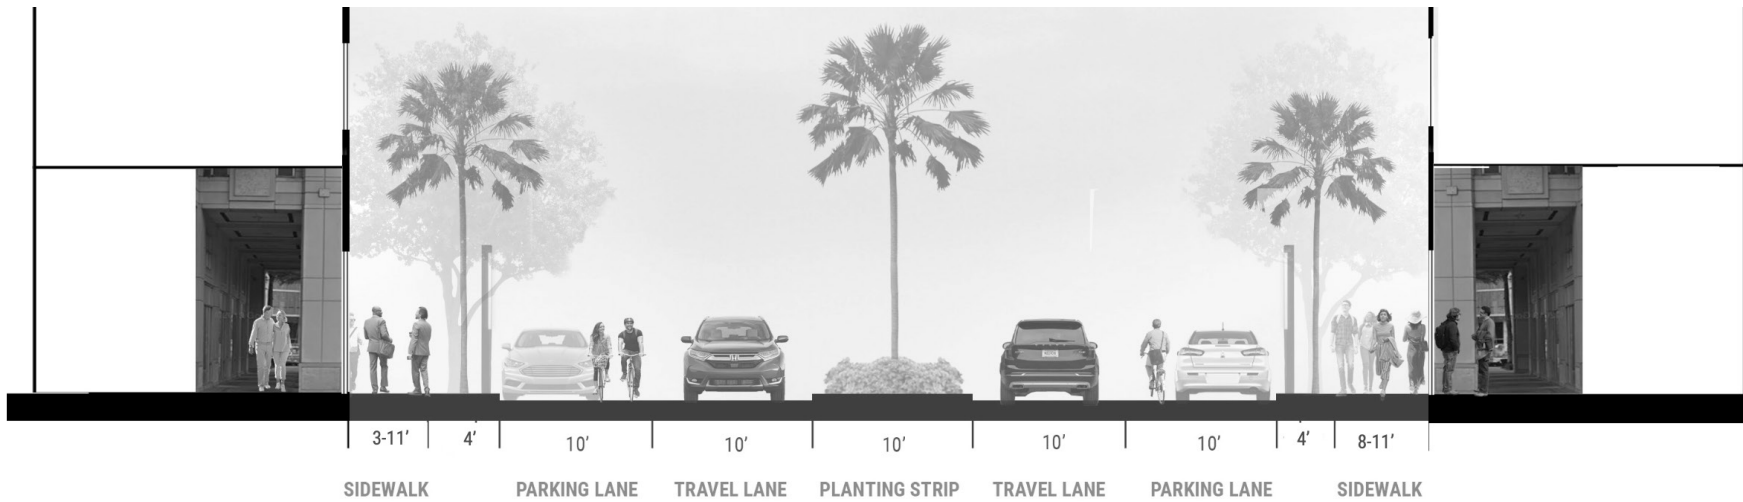 3-11’ 4’ 10’ 10’ 10’ 10’ 10’ 4’ 8-11’
SIDEWALK PARKING LANE TRAVEL LANE PLANTING STRIP TRAVEL LANE PARKING LANE SIDEWALK